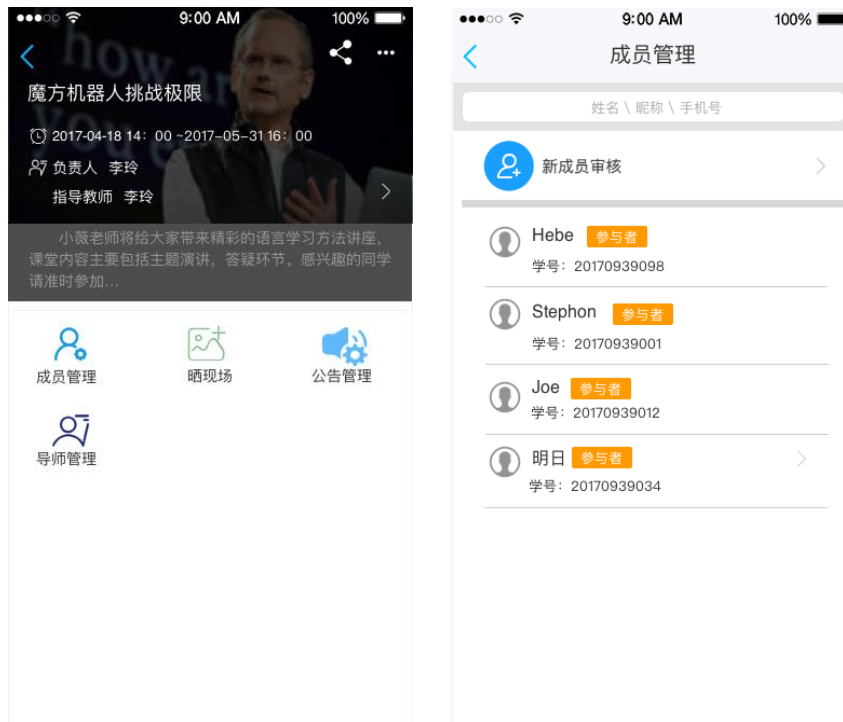 9:00 AM
100%
魔方机器人挑战极限
2017-04-18 14：00 ~2017-05-31 16：00
负责人 李玲
指导教师 李玲
小薇老师将给大家带来精彩的语言学习方法讲座，
课堂内容主要包括主题演讲，答疑环节。感兴趣的同学
请准时参加...
成员管理
晒现场
公告管理
导师管理
9:00 AM
100%
成员管理
姓名 \ 昵称 \ 手机号
新成员审核
Hebe 参与者
学号：20170939098
Stephon 参与者
学号：20170939001
Joe 参与者
学号：20170939012
明日 参与者
学号：20170939034